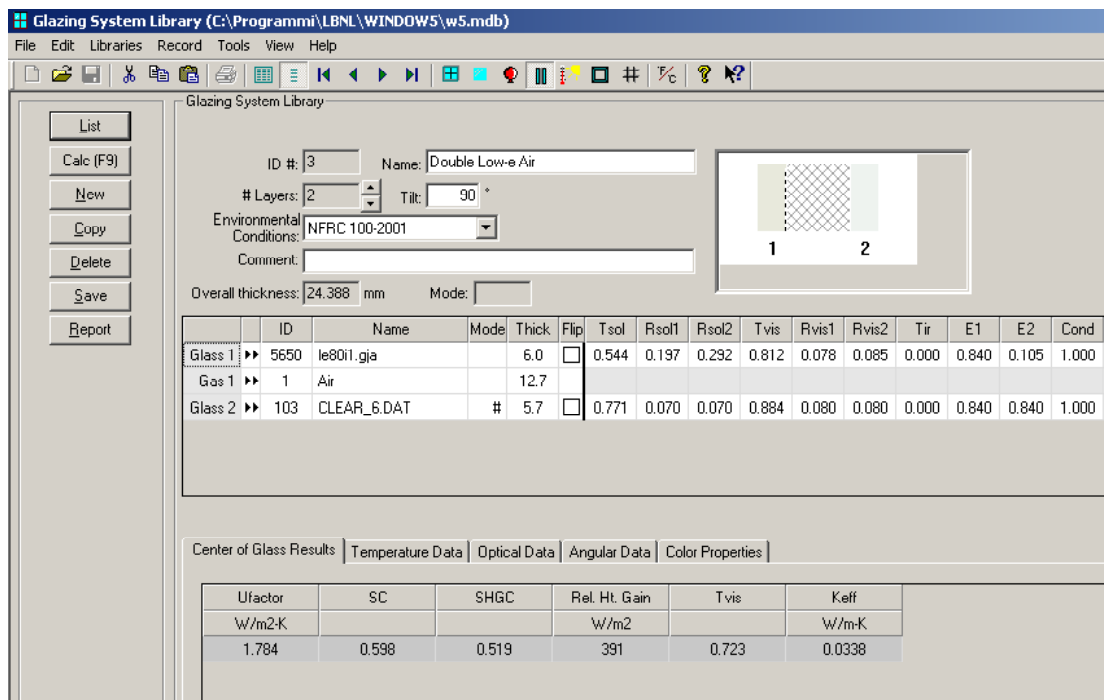 Glazing System Library (C:\Programmi\LBNL\WINDOW5\w5.mdb)
File Edit Libraries Record Tools View Help
°F/°C ? ?
Glazing System Library
List
Calc (F9)
New
Copy
Delete
Save
Report
ID #: 3 Name: Double Low-e Air
# Layers: 2 Tilt: 90 °
Environmental
Conditions: NFRC 100-2001
Comment:
Overall thickness: 24.388 mm Mode:
1 2
ID Name Mode Thick Flip Tsol Rsol1 Rsol2 Tvis Rvis1 Rvis2 Tir E1 E2 Cond
Glass 1 5650 le80i1.gja 6.0 0.544 0.197 0.292 0.812 0.078 0.085 0.000 0.840 0.105 1.000
Gas 1 1 Air 12.7
Glass 2 103 CLEAR_6.DAT # 5.7 0.771 0.070 0.070 0.884 0.080 0.080 0.000 0.840 0.840 1.000
Center of Glass Results Temperature Data Optical Data Angular Data Color Properties
Ufactor SC SHGC Rel. Ht. Gain Tvis Keff
W/m2-K W/m2 W/m-K
1.784 0.598 0.519 391 0.723 0.0338